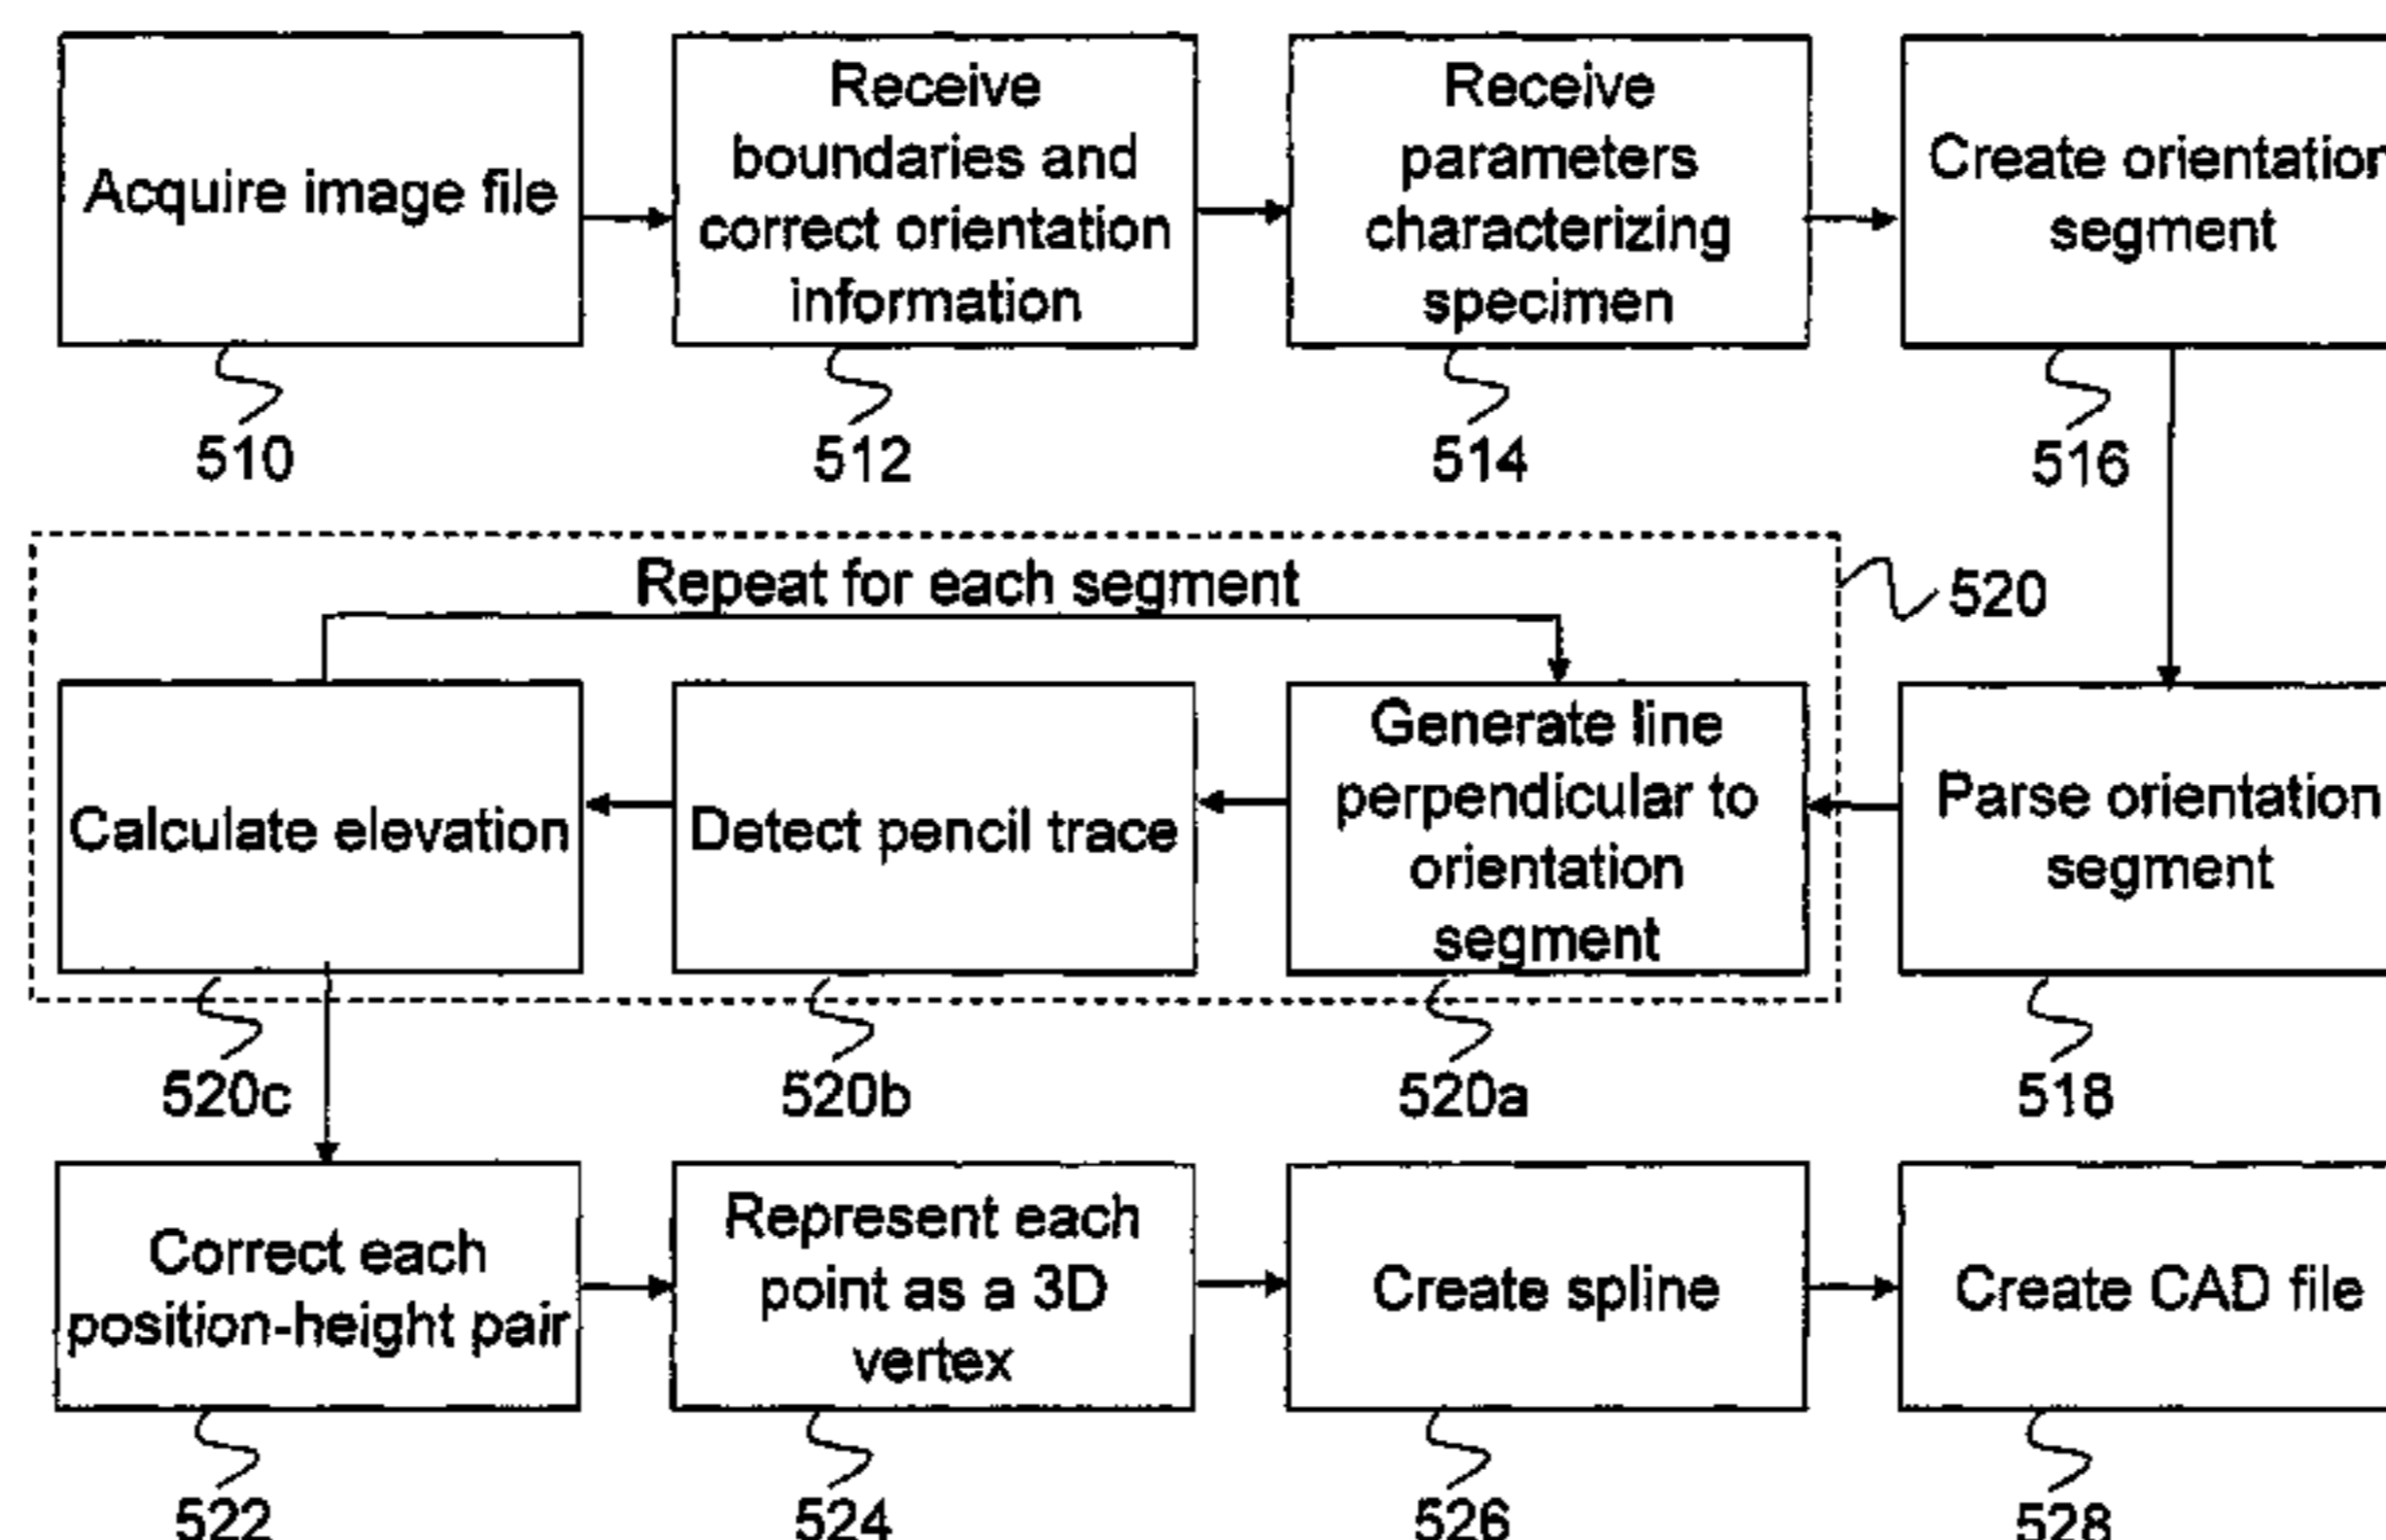 Acquire image file
Receive
boundaries and
correct orientation
information
Receive
parameters
characterizing
specimen
Create orientation
segment
510
512
514
516
Repeat for each segment
520
Calculate elevation
Detect pencil trace
Generate line
perpendicular to
orientation
segment
Parse orientation
segment
520c
520b
520a
518
Correct each
position-height pair
Represent each
point as a 3D
vertex
Create spline
Create CAD file
522
524
526
528